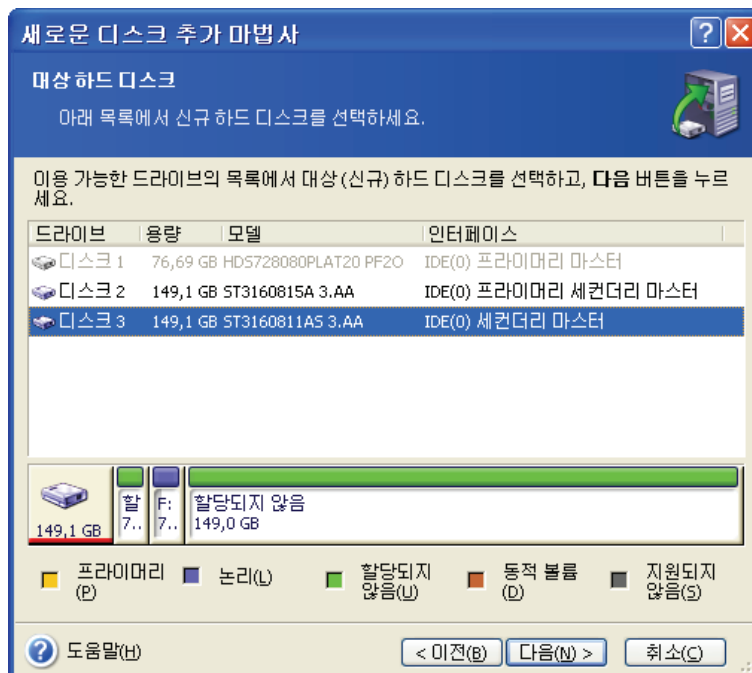 새로운 디스크 추가 마법사
대상 하드 디스크
아래 목록에서 신규 하드 디스크를 선택하세요.
이용 가능한 드라이브의 목록에서 대상 (신규) 하드 디스크를 선택하고, 다음 버튼을 누르
세요.
드라이브 용량 모델 인터페이스
디스크 1 76,69 GB HDS728080PLAT20 PF2O IDE(0) 프라이머리 마스터
디스크 2 149,1 GB ST3160815A 3.AA IDE(0) 프라이머리 세컨더리 마스터
디스크 3 149,1 GB ST3160811AS 3.AA IDE(0) 세컨더리 마스터
149,1 GB
할
7..
F:
7..
할당되지 않음
149,0 GB
프라이머리
(P)
논리(L)
할당되지
않음(U)
동적 볼륨
(D)
지원되지
않음(S)
도움말(H)
< 이전(B)
다음(N) >
취소(C)